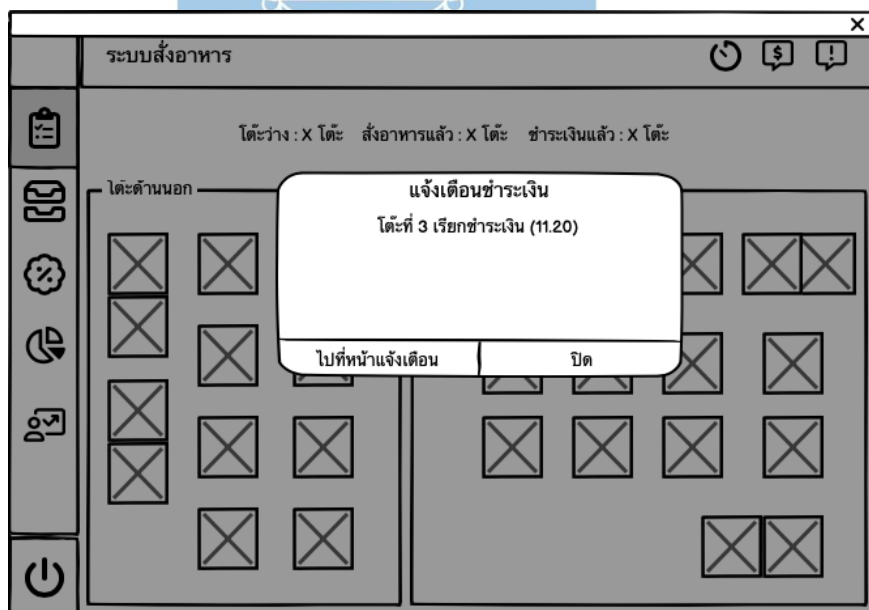 ระบบสั่งอาหาร
โต๊ะว่าง : X โต๊ะ สั่งอาหารแล้ว : X โต๊ะ ชำระเงินแล้ว : X โต๊ะ
โต๊ะด้านนอก
แจ้งเตือนชำระเงิน
โต๊ะที่ 3 เรียกชำระเงิน (11.20)
ไปที่หน้าแจ้งเตือน
ปิด